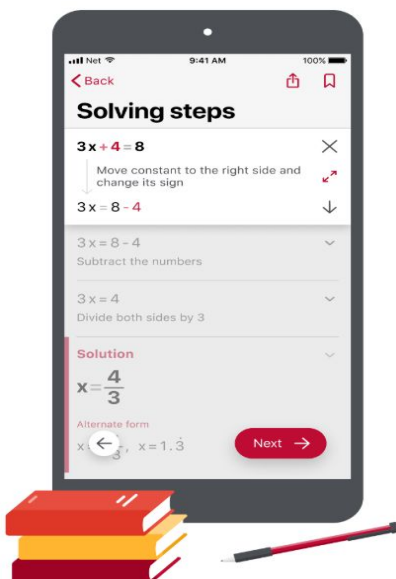 Net 9:41 AM 100%
Back
Solving steps
3x+4=8
Move constant to the right side and
change its sign
3x=8-4
3x=8-4
Subtract the numbers
3x=4
Divide both sides by 3
Solution
x=4/3
Alternate form
x 3, x=1.3̇
Next →